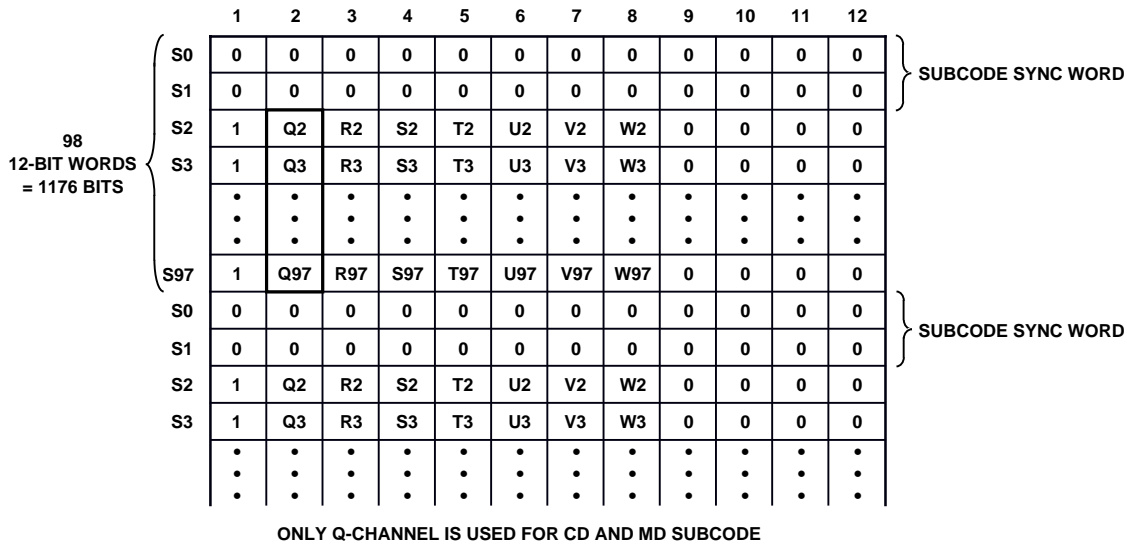 1 2 3 4 5 6 7 8 9 10 11 12
S0 0 0 0 0 0 0 0 0 0 0 0 0
SUBCODE SYNC WORD
S1 0 0 0 0 0 0 0 0 0 0 0 0
S2 1 Q2 R2 S2 T2 U2 V2 W2 0 0 0 0
98
12-BIT WORDS
= 1176 BITS
S3 1 Q3 R3 S3 T3 U3 V3 W3 0 0 0 0
• • • • • • • • • • • •
• • • • • • • • • • • •
• • • • • • • • • • • •
S97 1 Q97 R97 S97 T97 U97 V97 W97 0 0 0 0
S0 0 0 0 0 0 0 0 0 0 0 0 0
SUBCODE SYNC WORD
S1 0 0 0 0 0 0 0 0 0 0 0 0
S2 1 Q2 R2 S2 T2 U2 V2 W2 0 0 0 0
S3 1 Q3 R3 S3 T3 U3 V3 W3 0 0 0 0
• • • • • • • • • • • •
• • • • • • • • • • • •
• • • • • • • • • • • •
ONLY Q-CHANNEL IS USED FOR CD AND MD SUBCODE